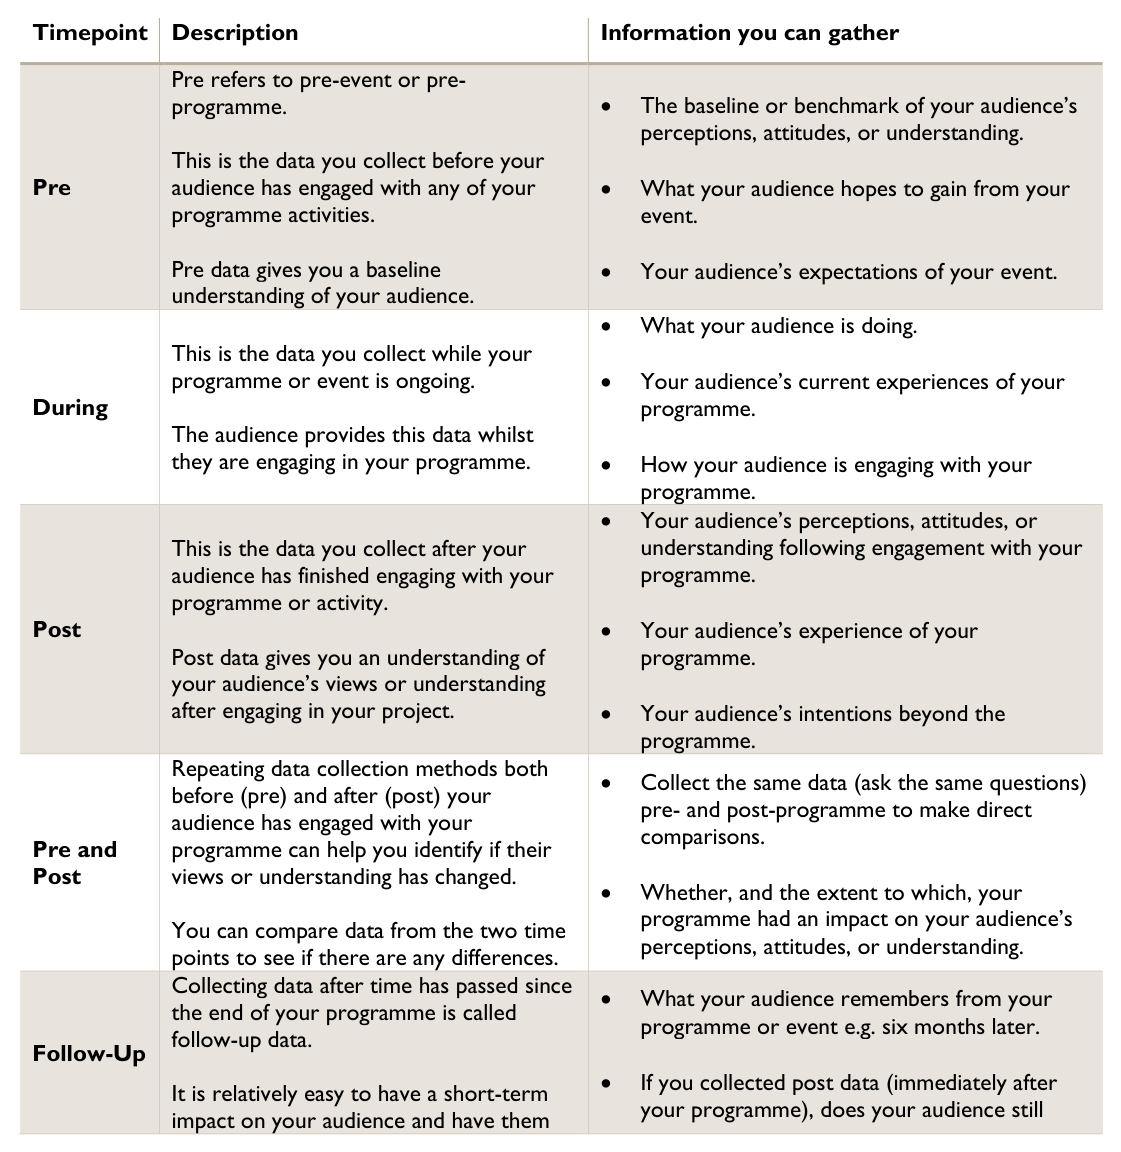 Timepoint
Description
Information you can gather
Pre
Pre refers to pre-event or pre-
programme.
This is the data you collect before your
audience has engaged with any of your
programme activities.
Pre data gives you a baseline
understanding of your audience.
• The baseline or benchmark of your audience’s
perceptions, attitudes, or understanding.
• What your audience hopes to gain from your
event.
• Your audience’s expectations of your event.
During
This is the data you collect while your
programme or event is ongoing.
The audience provides this data whilst
they are engaging in your programme.
• What your audience is doing.
• Your audience’s current experiences of your
programme.
• How your audience is engaging with your
programme.
Post
This is the data you collect after your
audience has finished engaging with your
programme or activity.
Post data gives you an understanding of
your audience’s views or understanding
after engaging in your project.
• Your audience’s perceptions, attitudes, or
understanding following engagement with your
programme.
• Your audience’s experience of your
programme.
• Your audience’s intentions beyond the
programme.
Pre and
Post
Repeating data collection methods both
before (pre) and after (post) your
audience has engaged with your
programme can help you identify if their
views or understanding has changed.
You can compare data from the two time
points to see if there are any differences.
• Collect the same data (ask the same questions)
pre- and post-programme to make direct
comparisons.
• Whether, and the extent to which, your
programme had an impact on your audience’s
perceptions, attitudes, or understanding.
Follow-Up
Collecting data after time has passed since
the end of your programme is called
follow-up data.
It is relatively easy to have a short-term
impact on your audience and have them
• What your audience remembers from your
programme or event e.g. six months later.
• If you collected post data (immediately after
your programme), does your audience still